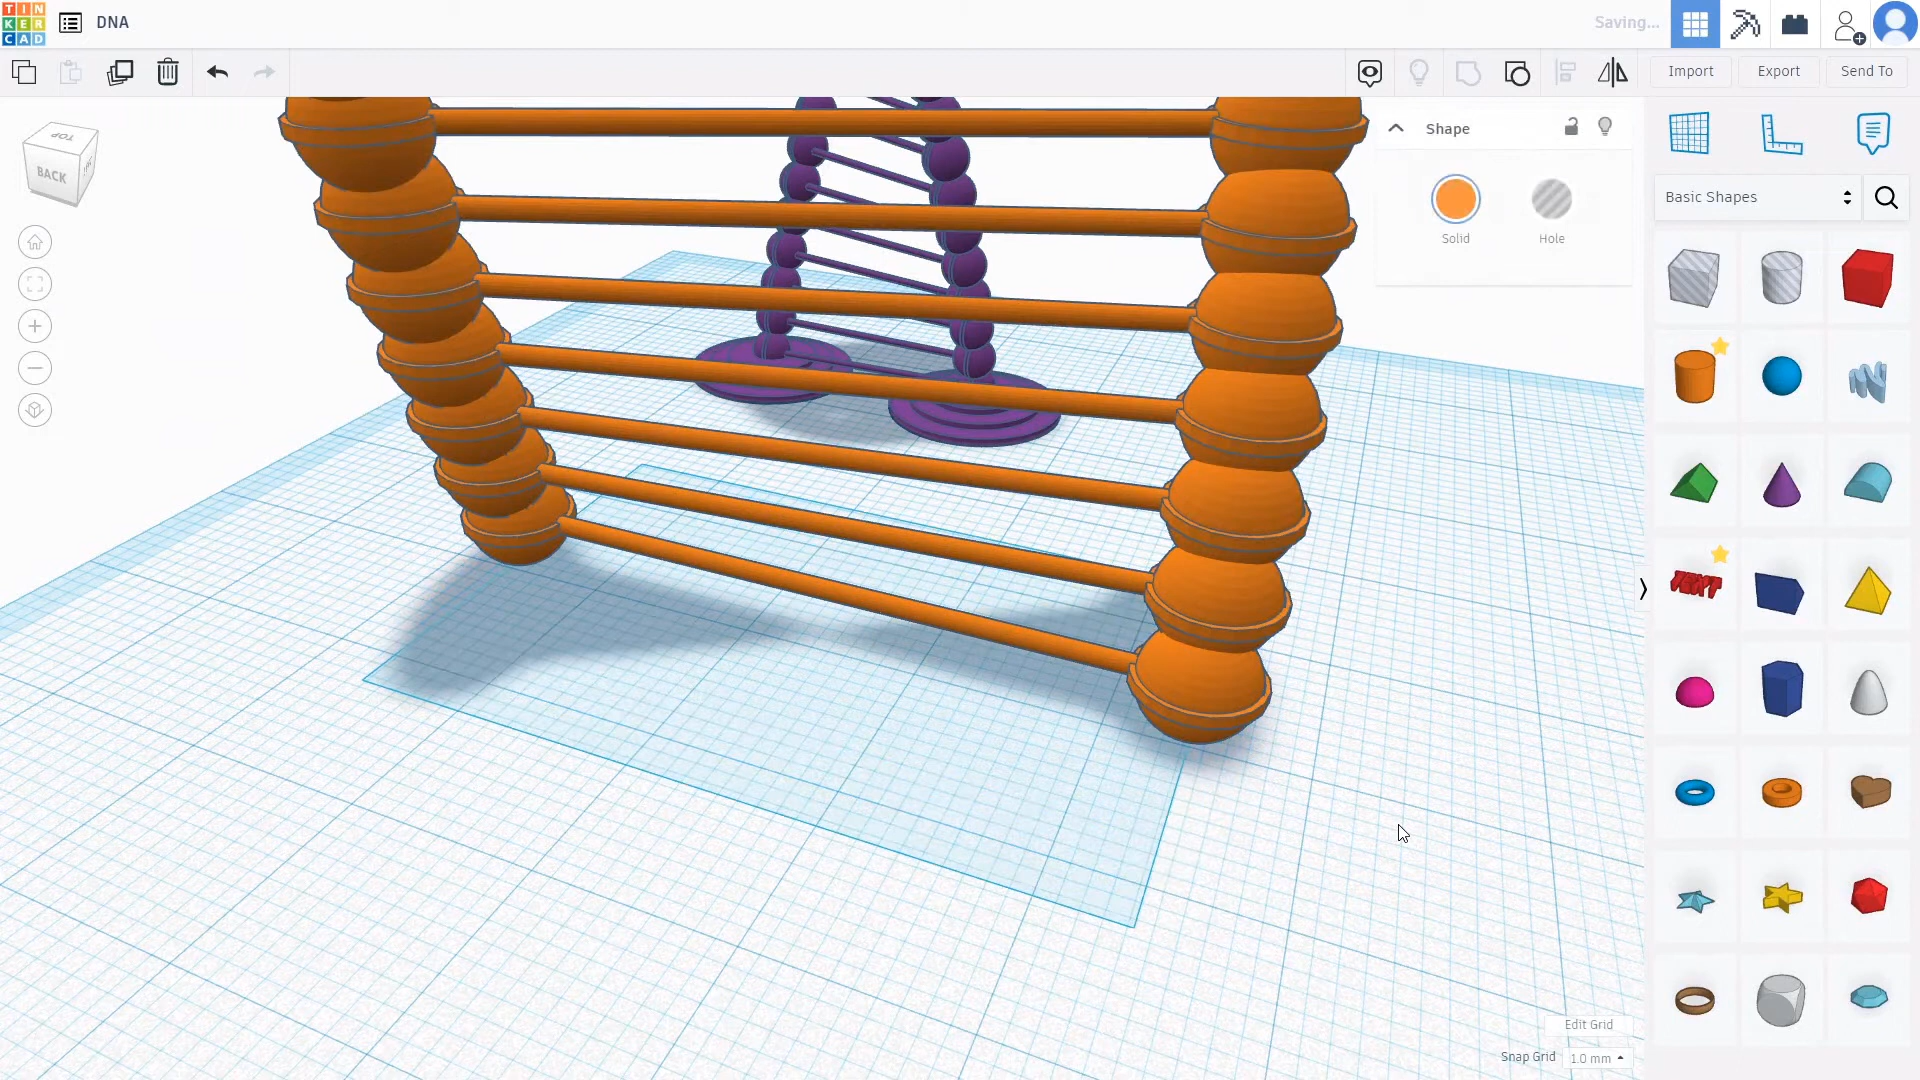 TIN
KER
CAD
DNA
Saving...
Import
Export
Send To
TOP
BACK
Shape
Solid
Hole
Basic Shapes
TEXT
Edit Grid
Snap Grid
1.0 mm